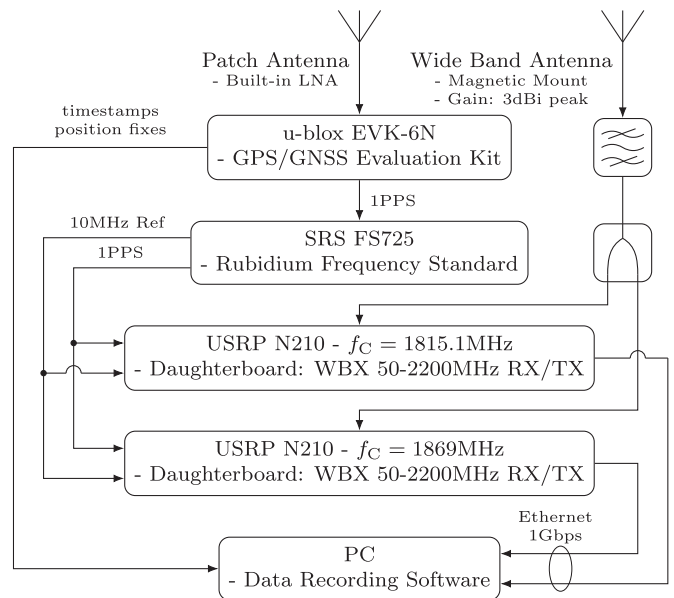 Patch Antenna
- Built-in LNA
Wide Band Antenna
- Magnetic Mount
- Gain: 3dBi peak
timestamps
position fixes
u-blox EVK-6N
- GPS/GNSS Evaluation Kit
1PPS
10MHz Ref
1PPS
SRS FS725
- Rubidium Frequency Standard
USRP N210 - f_C = 1815.1MHz
- Daughterboard: WBX 50-2200MHz RX/TX
USRP N210 - f_C = 1869MHz
- Daughterboard: WBX 50-2200MHz RX/TX
Ethernet
1Gbps
PC
- Data Recording Software